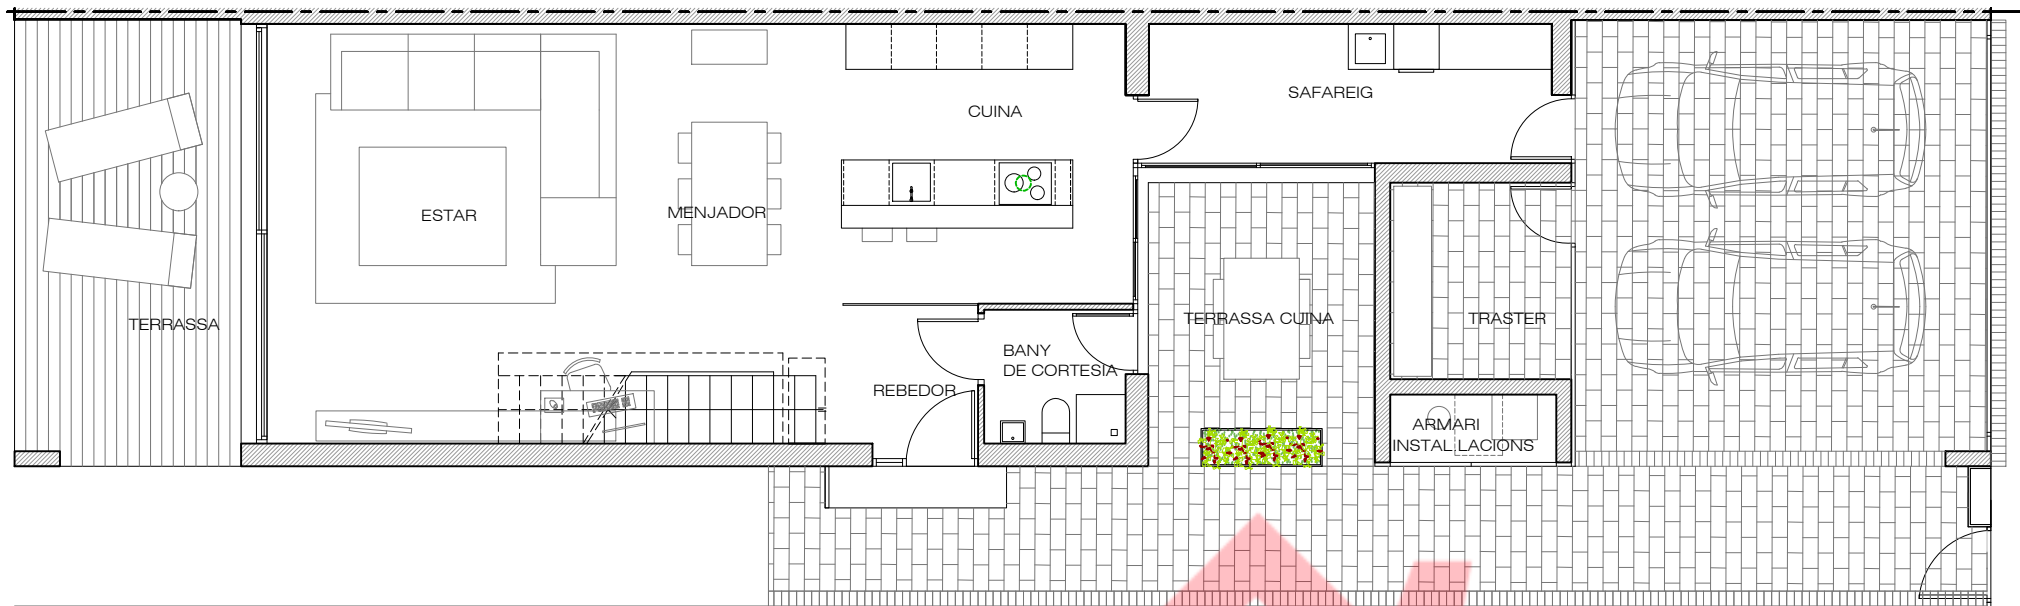 CUINA
SAFAREIG
ESTAR
MENJADOR
TERRASSA
TERRASSA CUINA
TRASTER
BANY
DE CORTESIA
REBEDOR
ARMARI
INSTAL.LACIONS